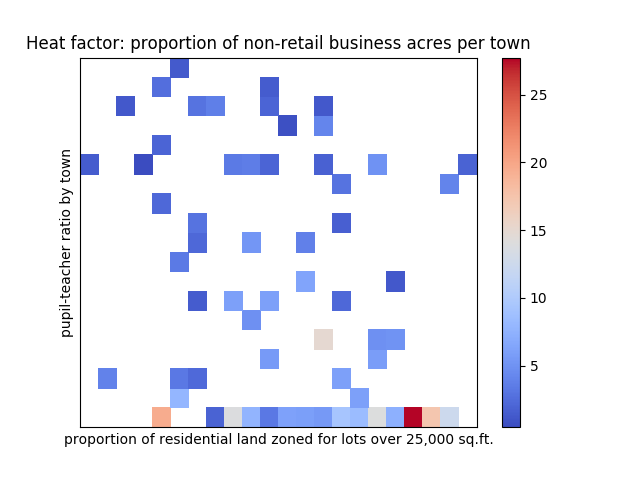 Heat factor: proportion of non-retail business acres per town
pupil-teacher ratio by town
25
20
15
10
5
proportion of residential land zoned for lots over 25,000 sq.ft.